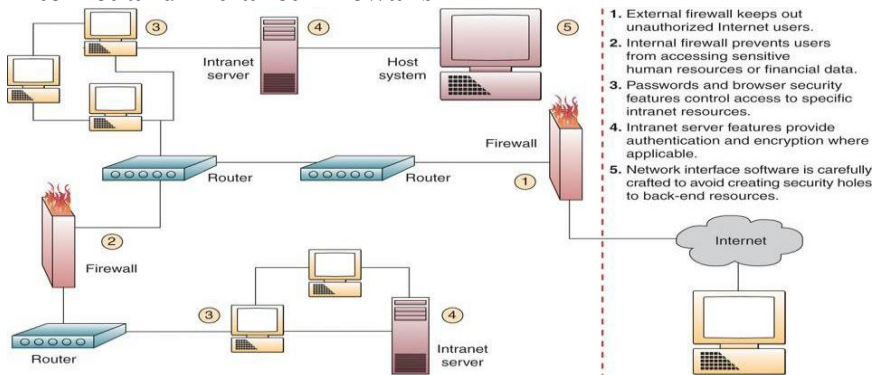 3
4
5
Intranet
server
Host
system
Firewall
Router
Router
1
2
Firewall
3
4
Router
Intranet
server
1. External firewall keeps out
unauthorized Internet users.
2. Internal firewall prevents users
from accessing sensitive
human resources or financial data.
3. Passwords and browser security
features control access to specific
intranet resources.
4. Intranet server features provide
authentication and encryption where
applicable.
5. Network interface software is carefully
crafted to avoid creating security holes
to back-end resources.
Internet